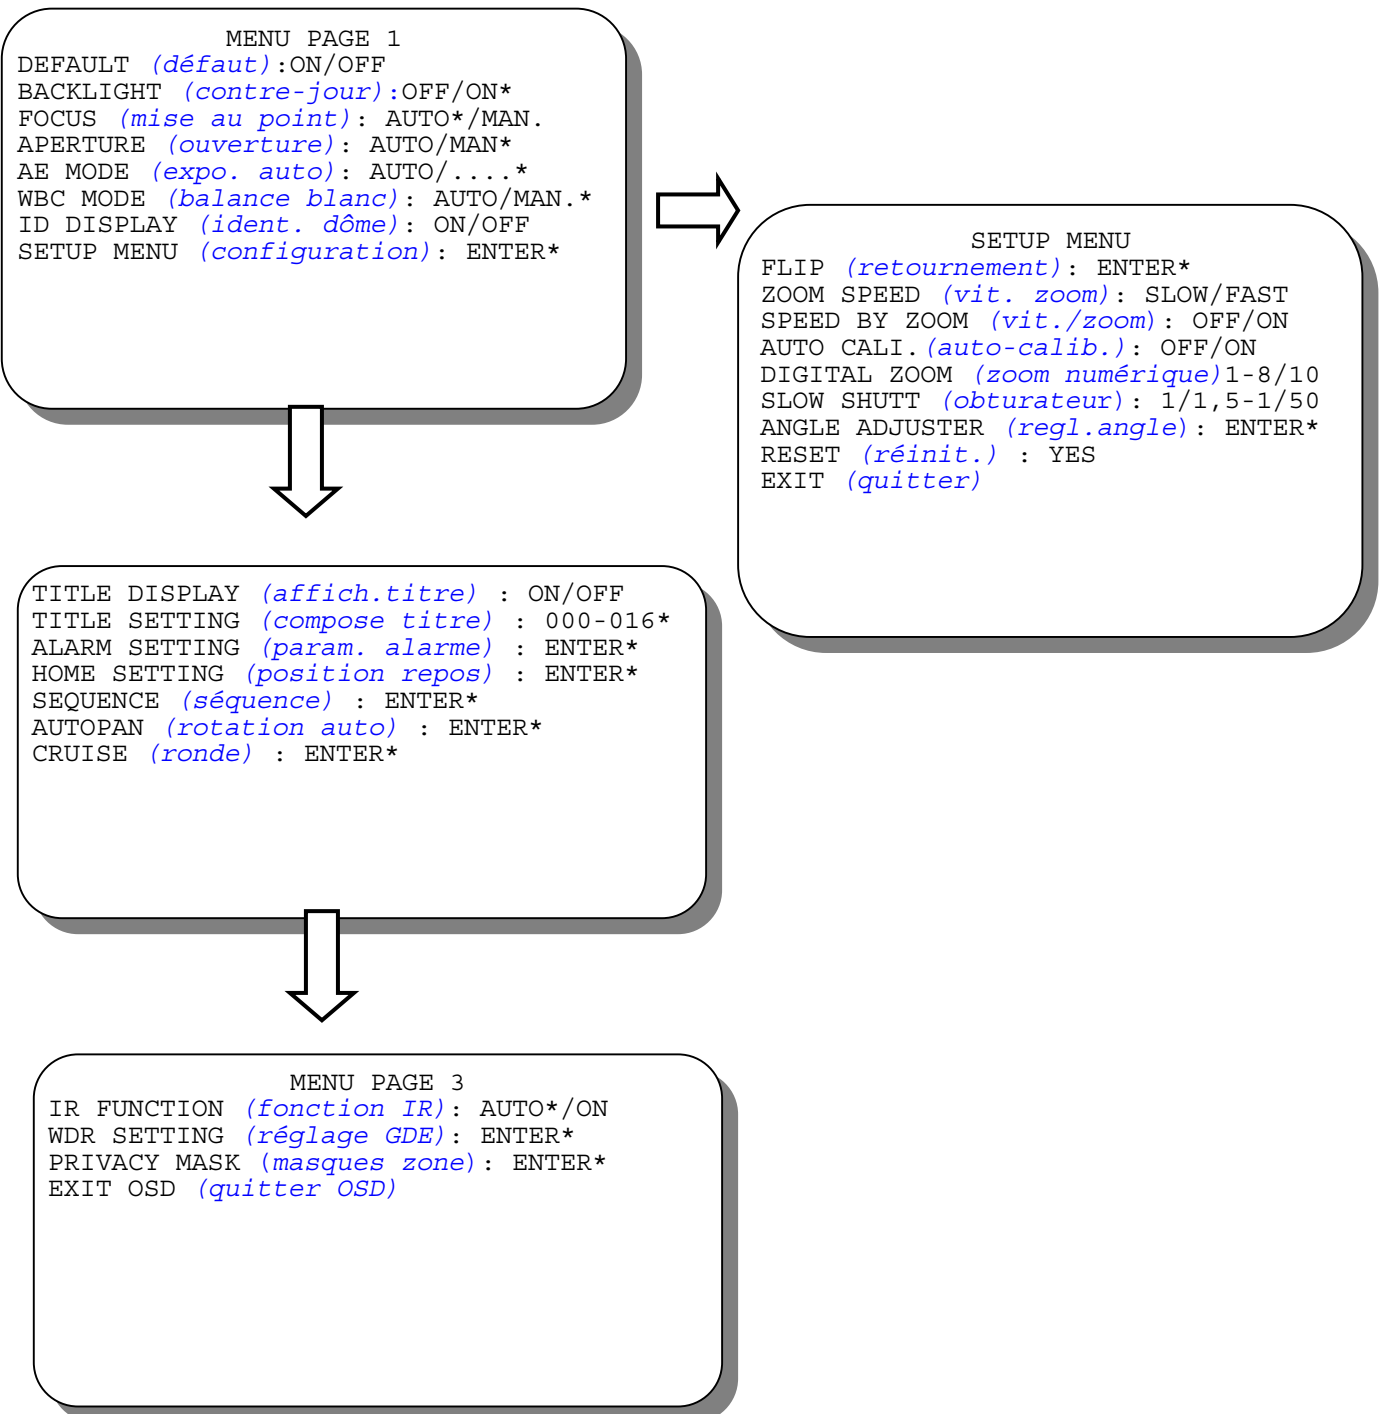 MENU PAGE 1
DEFAULT (défaut):ON/OFF
BACKLIGHT (contre-jour):OFF/ON*
FOCUS (mise au point): AUTO*/MAN.
APERTURE (ouverture): AUTO/MAN*
AE MODE (expo. auto): AUTO/....*
WBC MODE (balance blanc): AUTO/MAN.*
ID DISPLAY (ident. dôme): ON/OFF
SETUP MENU (configuration): ENTER*
SETUP MENU
FLIP (retournement): ENTER*
ZOOM SPEED (vit. zoom): SLOW/FAST
SPEED BY ZOOM (vit./zoom): OFF/ON
AUTO CALI.(auto-calib.): OFF/ON
DIGITAL ZOOM (zoom numérique)1-8/10
SLOW SHUTT (obturateur): 1/1,5-1/50
ANGLE ADJUSTER (regl.angle): ENTER*
RESET (réinit.) : YES
EXIT (quitter)
TITLE DISPLAY (affich.titre) : ON/OFF
TITLE SETTING (compose titre) : 000-016*
ALARM SETTING (param. alarme) : ENTER*
HOME SETTING (position repos) : ENTER*
SEQUENCE (séquence) : ENTER*
AUTOPAN (rotation auto) : ENTER*
CRUISE (ronde) : ENTER*
MENU PAGE 3
IR FUNCTION (fonction IR): AUTO*/ON
WDR SETTING (réglage GDE): ENTER*
PRIVACY MASK (masques zone): ENTER*
EXIT OSD (quitter OSD)